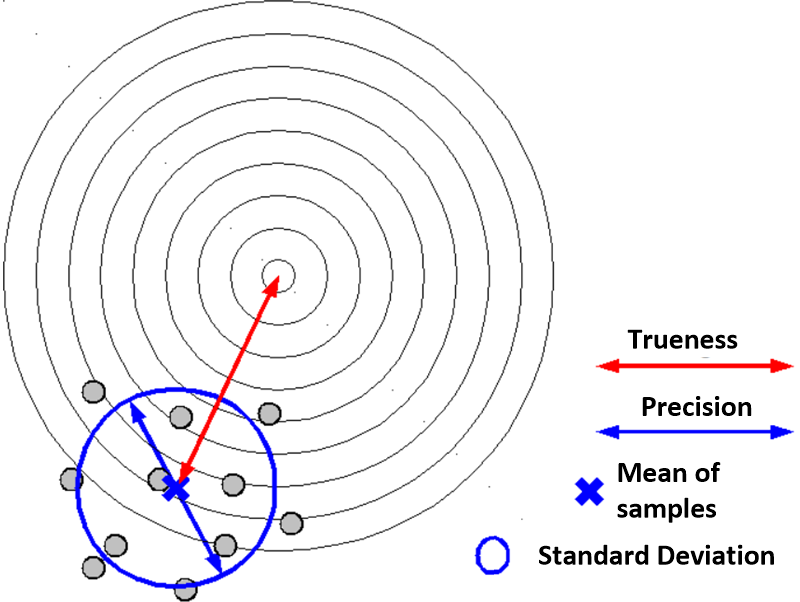 Trueness
Precision
Mean of
samples
Standard Deviation